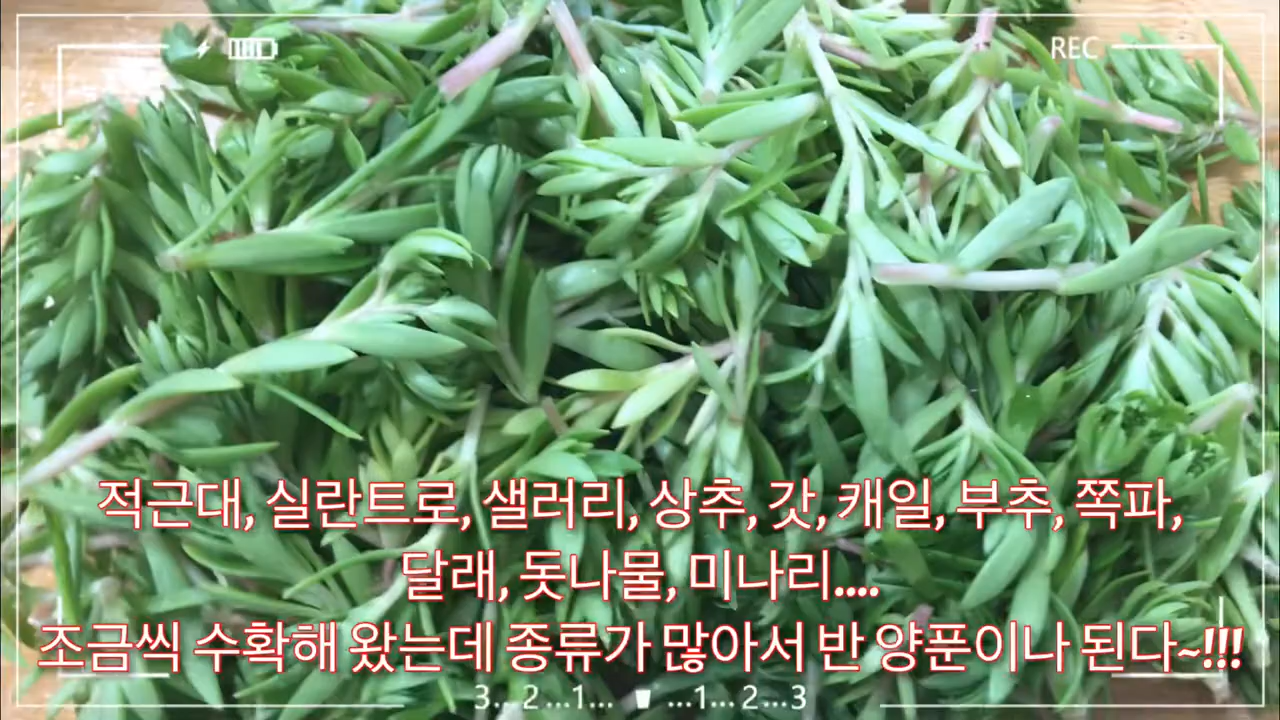 REC
적근대, 실란트로, 샐러리, 상추, 갓, 캐일, 부추, 쪽파,
달래, 돗나물, 미나리....
조금씩 수확해 왔는데 종류가 많아서 반 양푼이나 된다~!!!
3...2...1... ...1...2...3